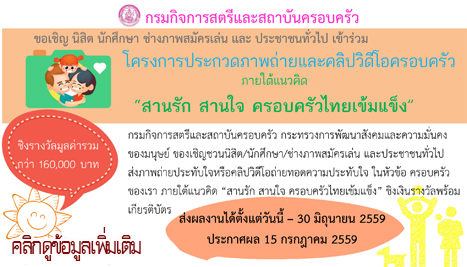 กรมกิจการสตรีและสถาบันครอบครัว
ขอเชิญ นิสิต นักศึกษา ช่างภาพสมัครเล่น และ ประชาชนทั่วไป เข้าร่วม
โครงการประกวดภาพถ่ายและคลิปวิดีโอครอบครัว
ภายใต้แนวคิด
“สานรัก สานใจ ครอบครัวไทยเข้มแข็ง”
ชิงรางวัลมูลค่ารวม
กว่า 160,000 บาท
กรมกิจการสตรีและสถาบันครอบครัว กระทรวงการพัฒนาสังคมและความมั่นคง
ของมนุษย์ ขอเชิญชวนนิสิต/นักศึกษา/ช่างภาพสมัครเล่น และประชาชนทั่วไป
ส่งภาพถ่ายประทับใจหรือคลิปวิดีโอถ่ายทอดความประทับใจ ในหัวข้อ ครอบครัว
ของเรา ภายใต้แนวคิด “สานรัก สานใจ ครอบครัวไทยเข้มแข็ง” ชิงเงินรางวัลพร้อม
เกียรติบัตร
ส่งผลงานได้ตั้งแต่วันนี้ – 30 มิถุนายน 2559
ประกาศผล 15 กรกฎาคม 2559
คลิกดูข้อมูลเพิ่มเติม